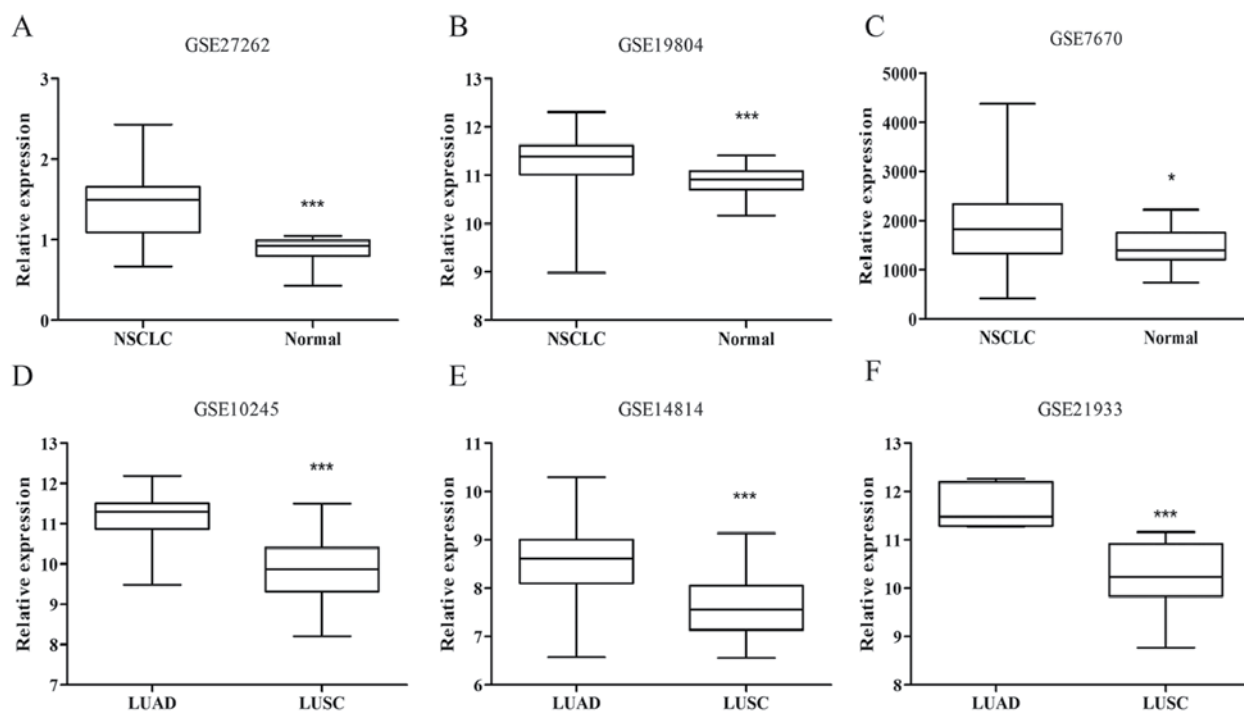 A
GSE27262
Relative expression
3
2
1
0
***
NSCLC
Normal
B
GSE19804
Relative expression
13
12
11
10
9
8
***
NSCLC
Normal
C
GSE7670
Relative expression
5000
4000
3000
2000
1000
0
*
NSCLC
Normal
D
GSE10245
Relative expression
13
12
11
10
9
8
7
***
LUAD
LUSC
E
GSE14814
Relative expression
11
10
9
8
7
6
***
LUAD
LUSC
F
GSE21933
Relative expression
13
12
11
10
9
8
***
LUAD
LUSC